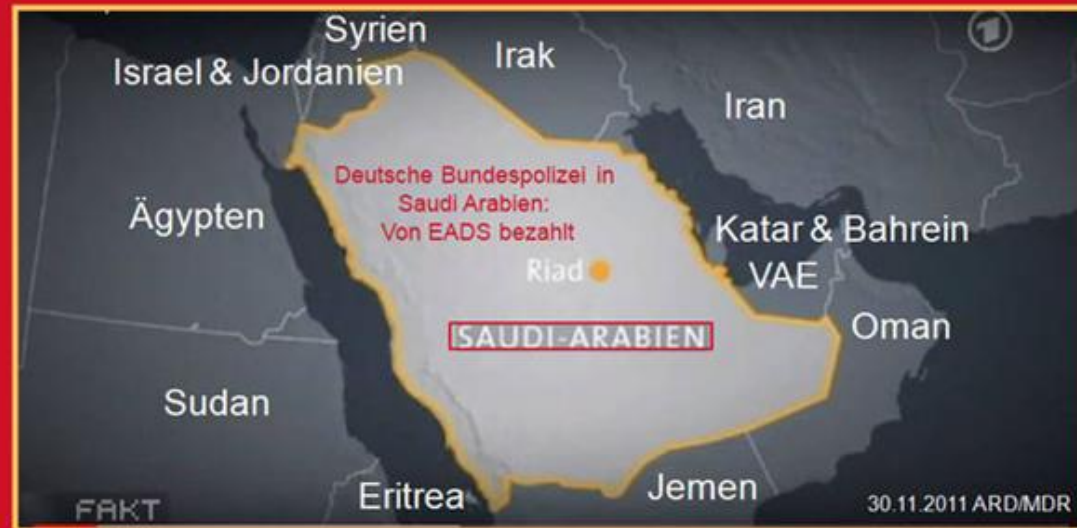 Syrien
Israel & Jordanien
Irak
Iran
Deutsche Bundespolizei in
Saudi Arabien:
Von EADS bezahlt
Ägypten
Katar & Bahrein
Riad
VAE
SAUDI-ARABIEN
Oman
Sudan
Eritrea
Jemen
FAKT
30.11.2011 ARD/MDR